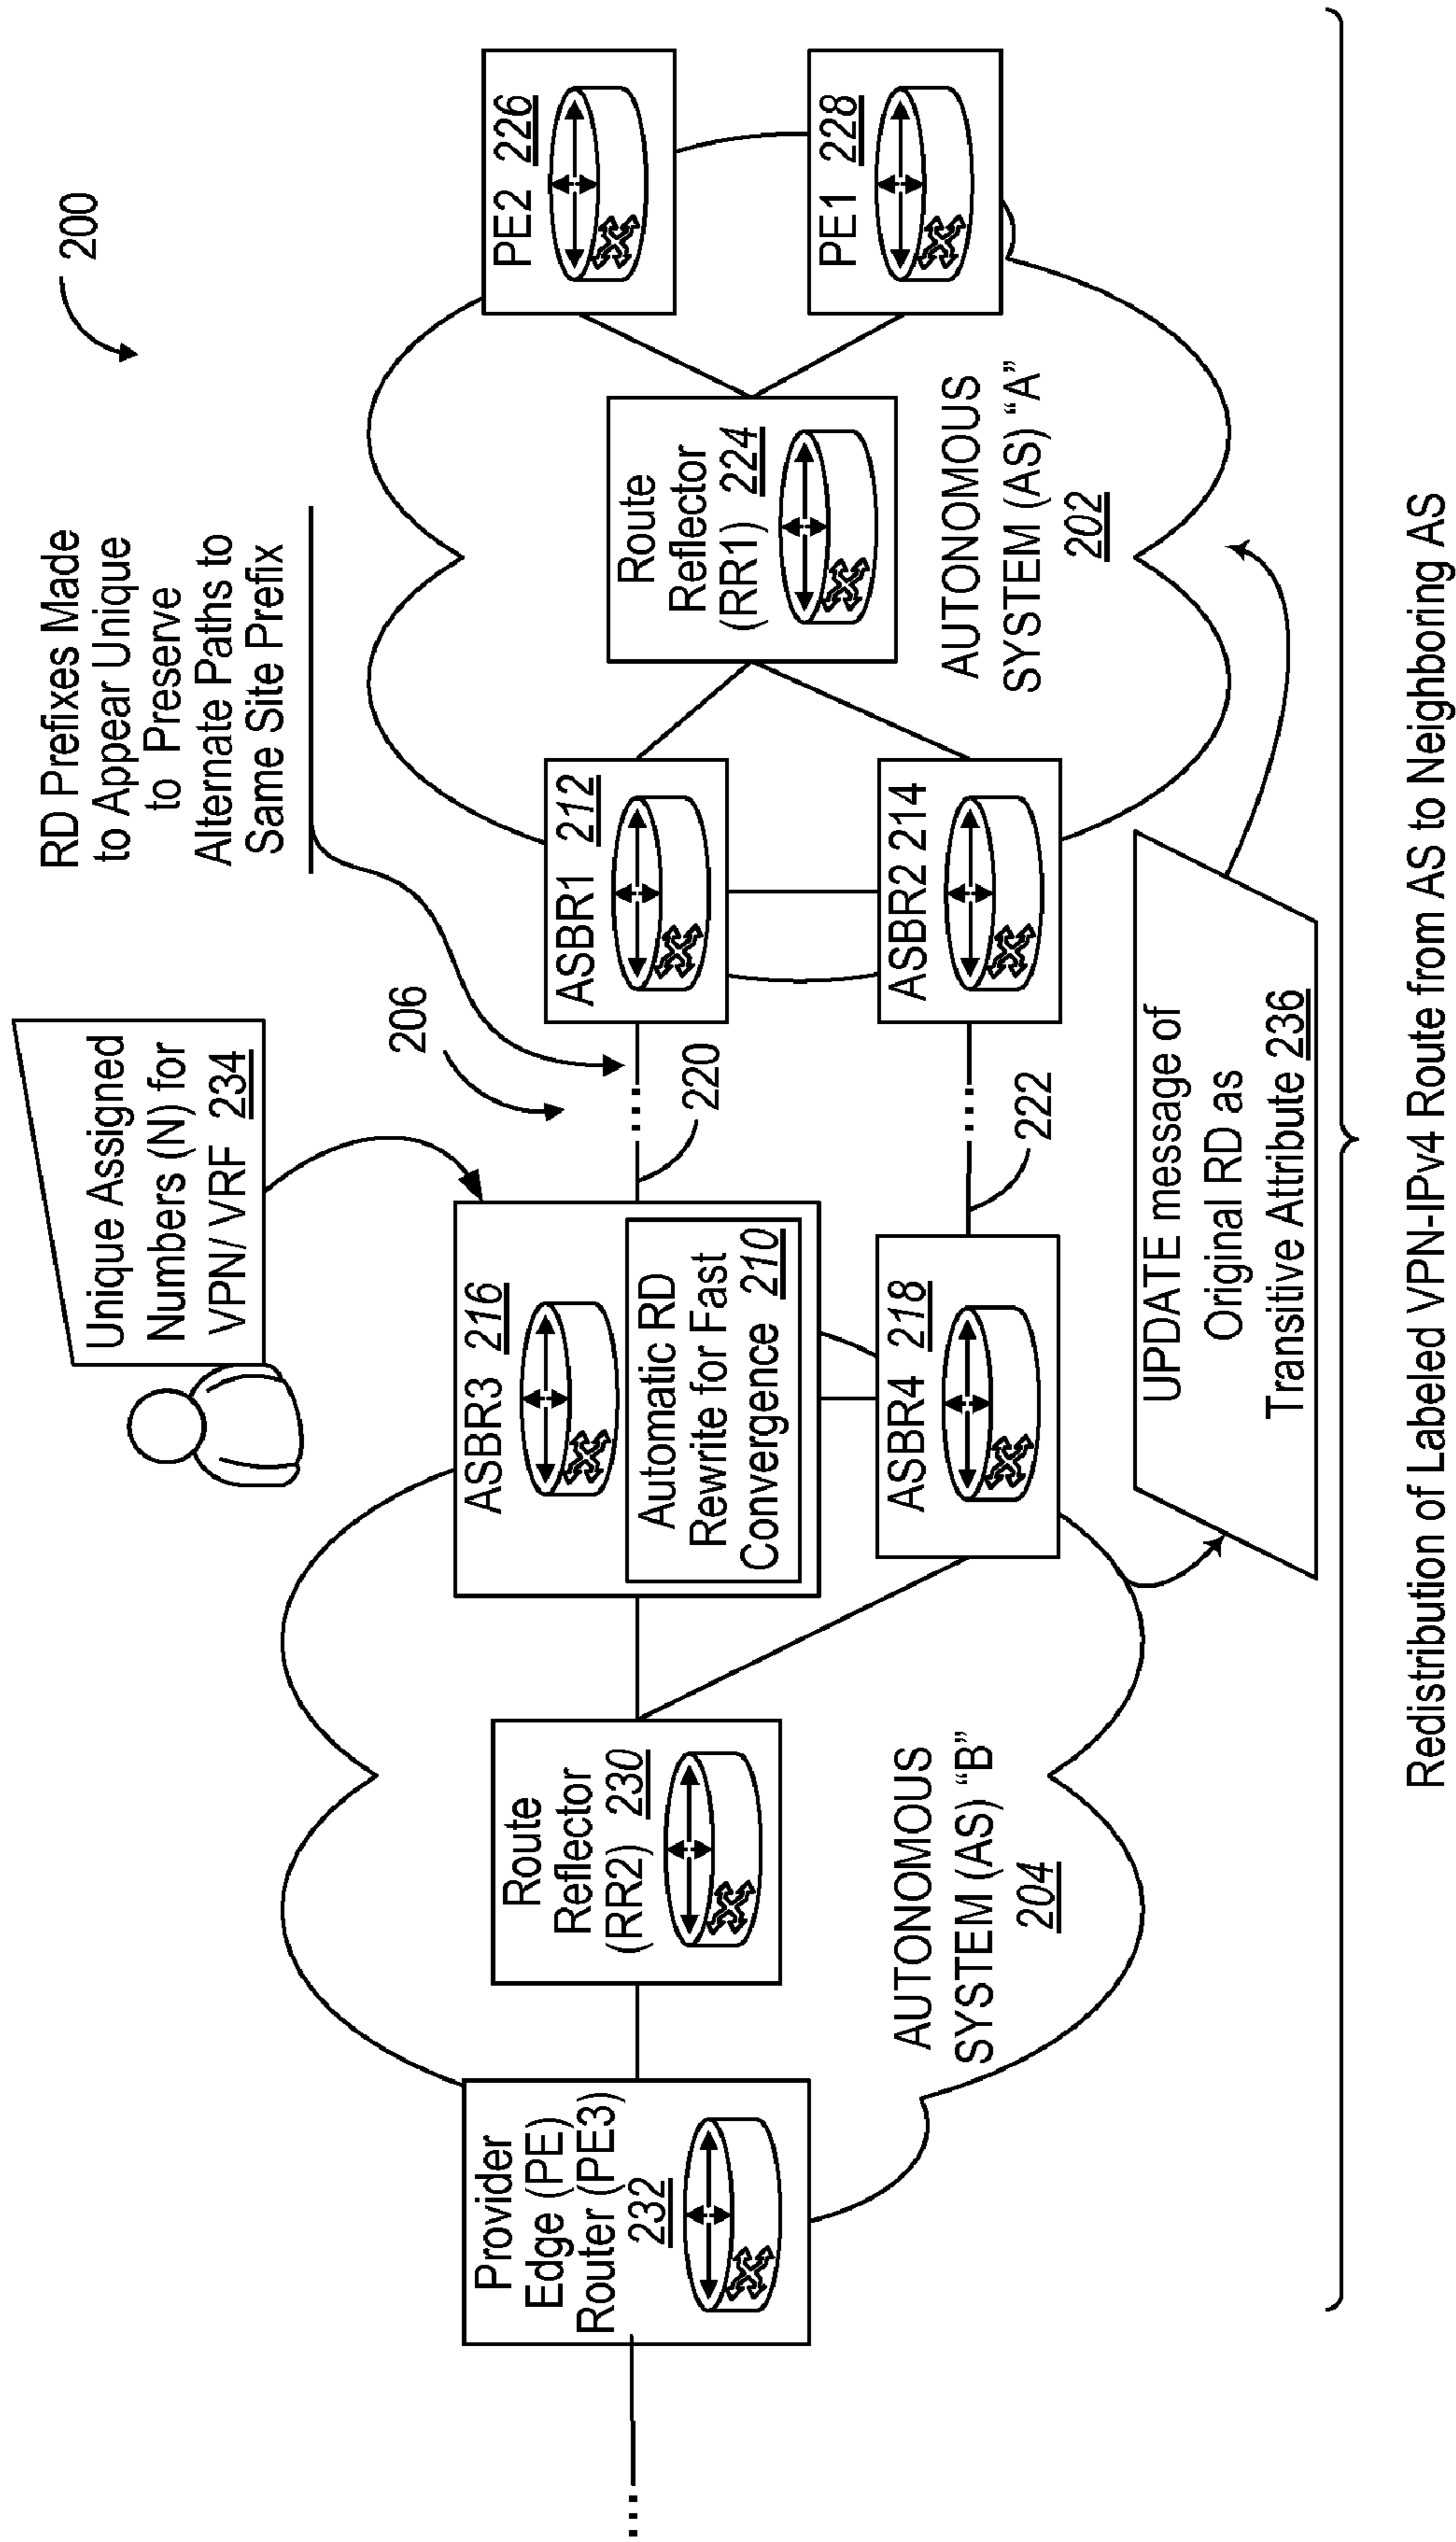 200
RD Prefixes Made
to Appear Unique
to Preserve
Alternate Paths to
Same Site Prefix
Unique Assigned
Numbers (N) for
VPN/ VRF 234
206
Provider
Edge (PE)
Router (PE3)
232
Route
Reflector
(RR2) 230
ASBR3 216
Automatic RD
Rewrite for Fast
Convergence 210
ASBR4 218
...
220
...
222
...
ASBR1 212
ASBR2 214
Route
Reflector
(RR1) 224
PE2 226
PE1 228
AUTONOMOUS
SYSTEM (AS) “B”
204
AUTONOMOUS
SYSTEM (AS) “A”
202
UPDATE message of
Original RD as
Transitive Attribute 236
Redistribution of Labeled VPN-IPv4 Route from AS to Neighboring AS